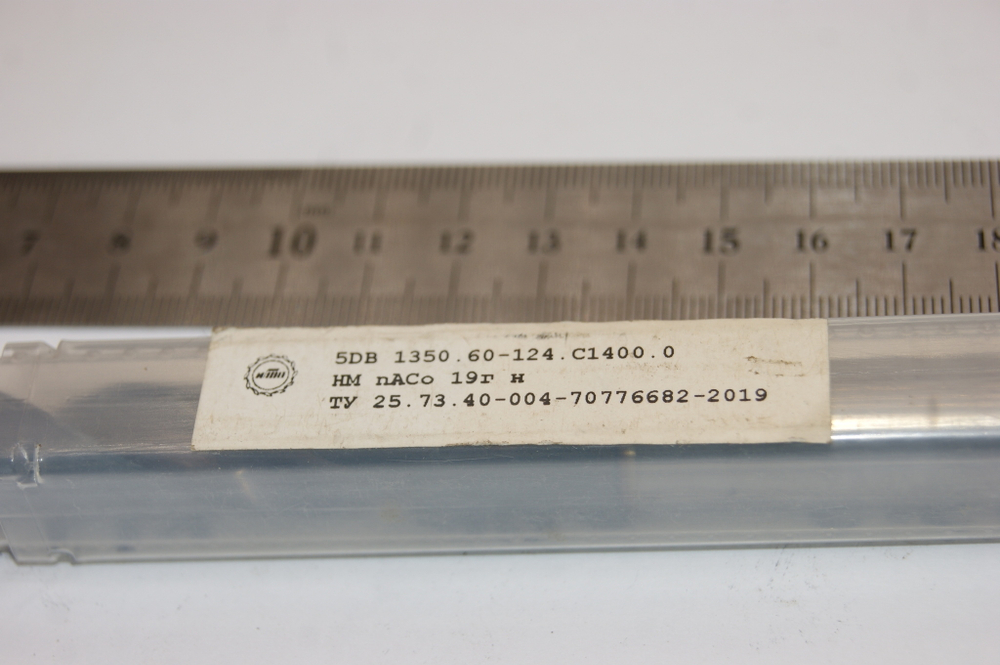 7 8 9 10 11 12 13 14 15 16 17 18
5DB 1350.60-124.C1400.0
НМ nACo 19г н
ТУ 25.73.40-004-70776682-2019